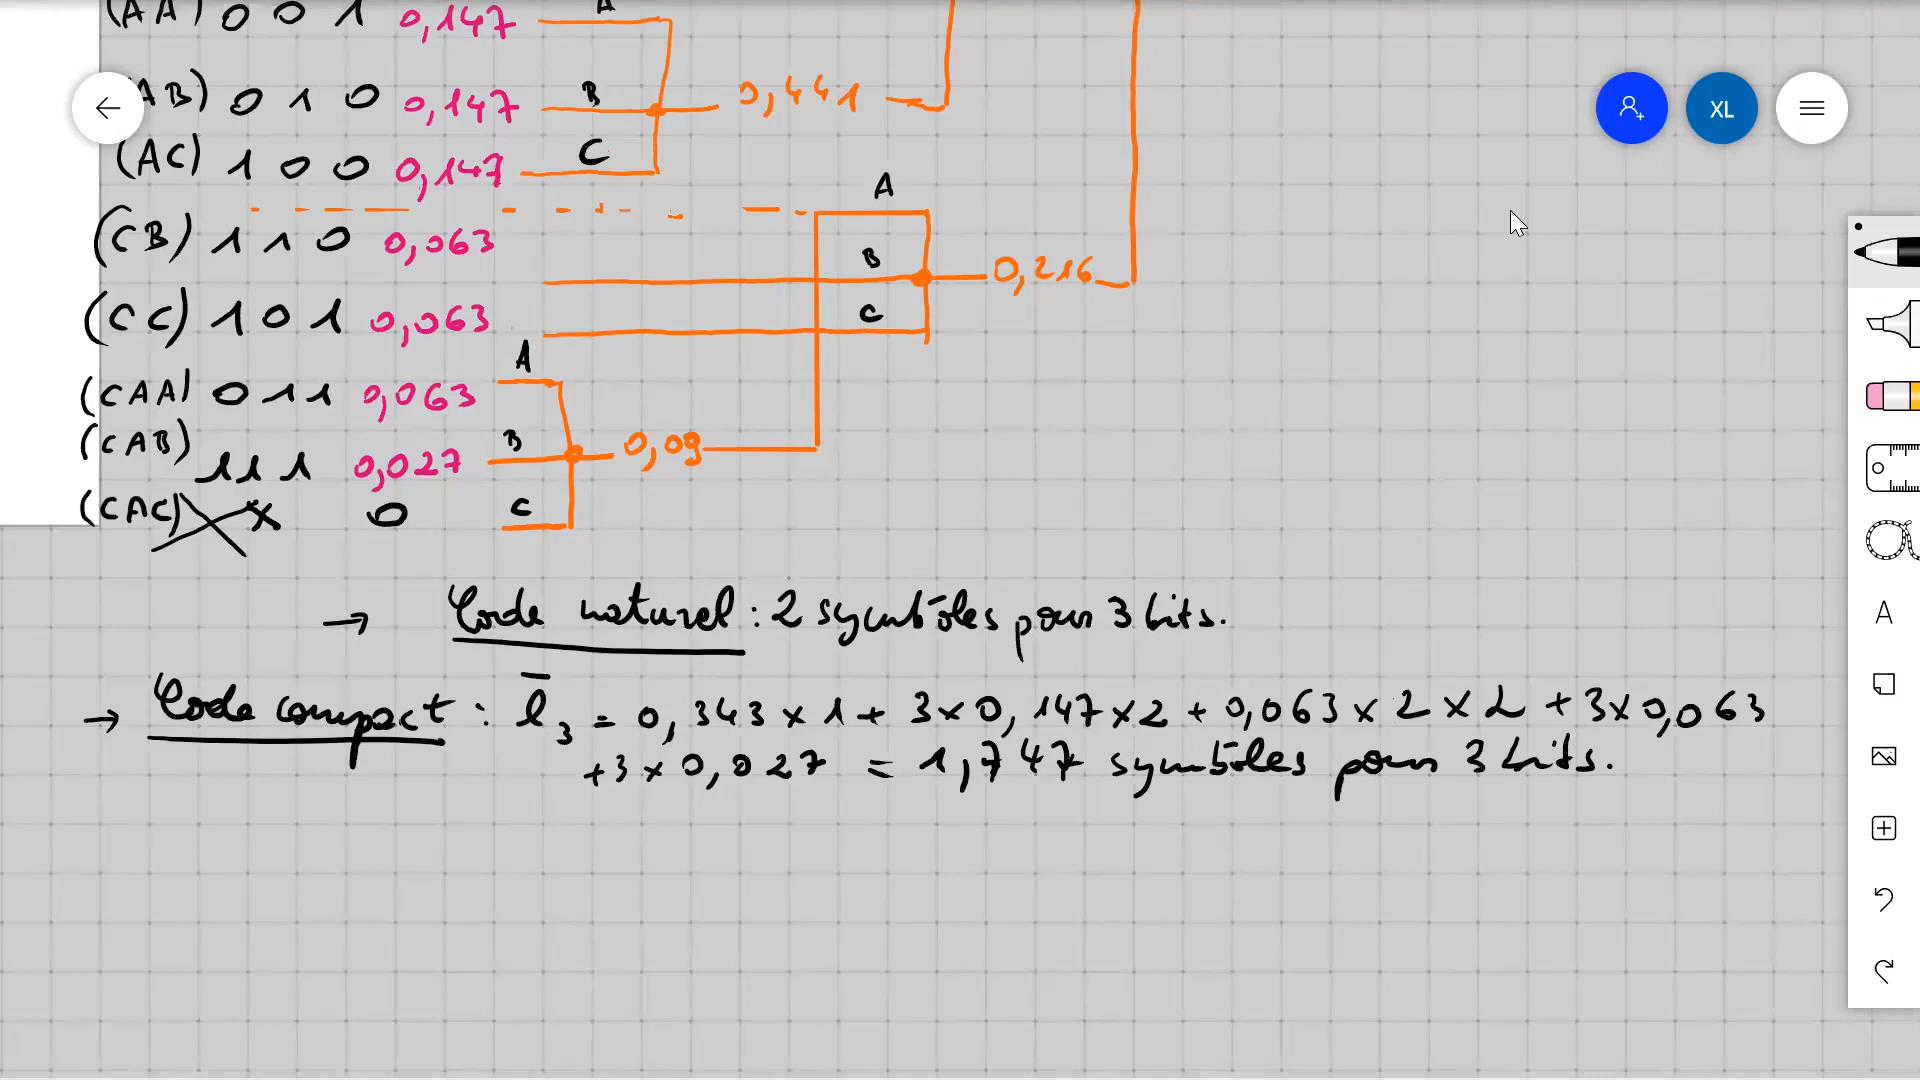 (AA) 0 0 1 0,147 A
(AB) 0 1 0 0,147 B 0,441
(AC) 1 0 0 0,147 C
A
(CB) 1 1 0 0,063 B 0,216
(CC) 1 0 1 0,063 C
(CAA) 0 1 1 0,063 A
(CAB) 1 1 1 0,027 B 0,09
(CAC) x 0 C
→ Code naturel : 2 symboles pour 3 bits.
→ Code compact : l̄3 = 0,343 x 1 + 3 x 0,147 x 2 + 0,063 x 2 x 2 + 3 x 0,063
+ 3 x 0,027 = 1,747 symboles pour 3 bits.
XL
A